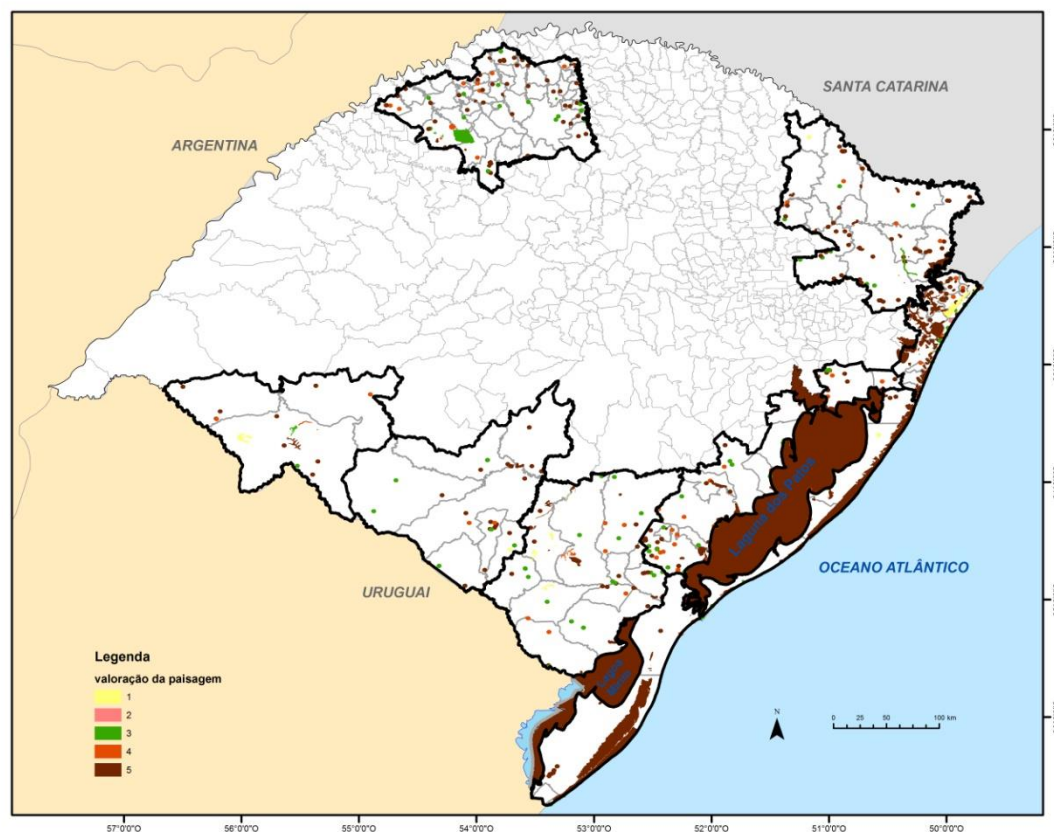 SANTA CATARINA
ARGENTINA
Laguna dos Patos
OCEANO ATLÂNTICO
URUGUAI
Lagoa
Mirim
Legenda
valoração da paisagem
1
2
3
4
5
N
0 25 50 100 km
57°0'0"O 56°0'0"O 55°0'0"O 54°0'0"O 53°0'0"O 52°0'0"O 51°0'0"O 50°0'0"O